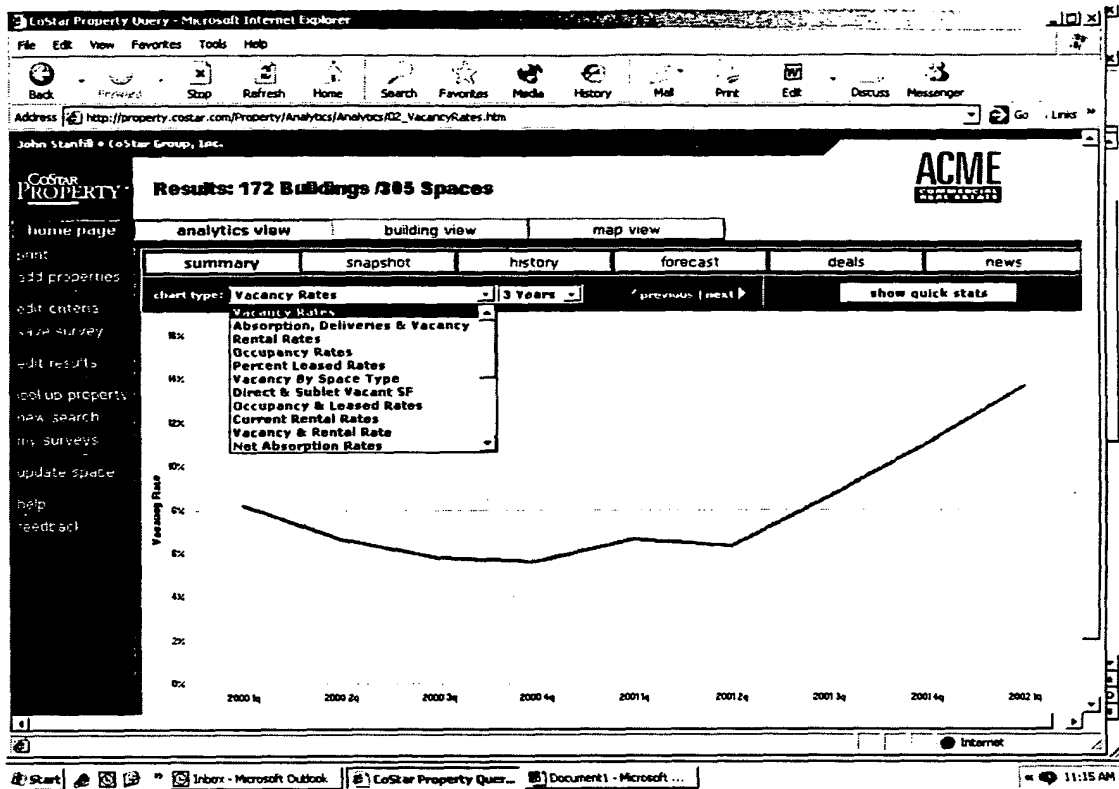 CoStar Property Query - Microsoft Internet Explorer
File Edit View Favorites Tools Help
Back Forward Stop Refresh Home Search Favorites Media History Mail Print Edit Discuss Messenger
Address http://property.costar.com/Property/Analytics/Analytics/02_VacancyRates.htm Go Links »
John Stanfill • CoStar Group, Inc.
COSTAR
PROPERTY
Results: 172 Buildings /305 Spaces
ACME
COMMERCIAL
REAL ESTATE
home page analytics view building view map view
print
add properties
edit criteria
save survey
edit results
look up property
new search
my surveys
update space
help
feedback
summary snapshot history forecast deals news
chart type: Vacancy Rates 3 Years previous | next show quick stats
Vacancy Rates
Absorption, Deliveries & Vacancy
Rental Rates
Occupancy Rates
Percent Leased Rates
Vacancy By Space Type
Direct & Sublet Vacant SF
Occupancy & Leased Rates
Current Rental Rates
Vacancy & Rental Rate
Net Absorption Rates
16%
14%
12%
10%
8%
6%
4%
2%
0%
Vacancy Rate
2000 1q 2000 2q 2000 3q 2000 4q 2001 1q 2001 2q 2001 3q 2001 4q 2002 1q
Internet
Start » Inbox - Microsoft Outlook CoStar Property Quer... Document1 - Microsoft ... « 11:15 AM